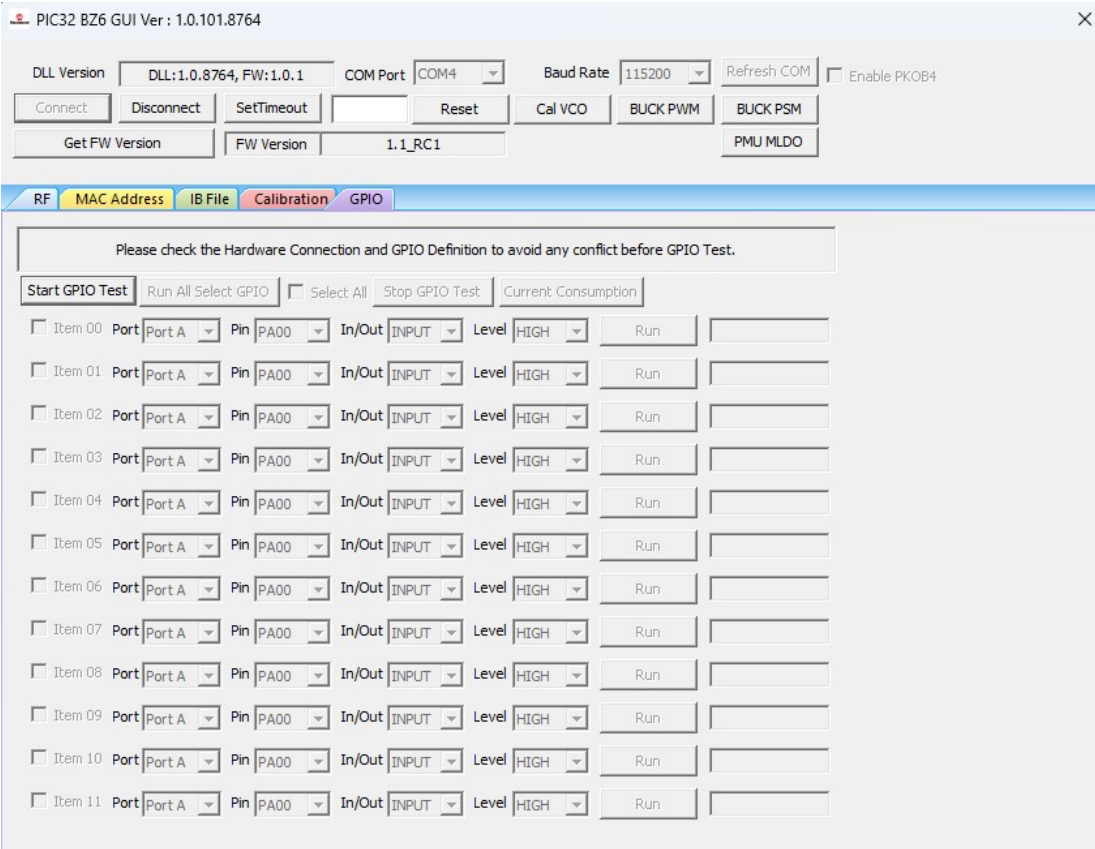 PIC32 BZ6 GUI Ver : 1.0.101.8764
DLL Version DLL:1.0.8764, FW:1.0.1 COM Port COM4 Baud Rate 115200 Refresh COM Enable PKOB4
Connect Disconnect SetTimeout Reset Cal VCO BUCK PWM BUCK PSM
Get FW Version FW Version 1.1_RC1 PMU MLDO
RF MAC Address IB File Calibration GPIO
Please check the Hardware Connection and GPIO Definition to avoid any conflict before GPIO Test.
Start GPIO Test Run All Select GPIO Select All Stop GPIO Test Current Consumption
Item 00 Port Port A Pin PA00 In/Out INPUT Level HIGH Run
Item 01 Port Port A Pin PA00 In/Out INPUT Level HIGH Run
Item 02 Port Port A Pin PA00 In/Out INPUT Level HIGH Run
Item 03 Port Port A Pin PA00 In/Out INPUT Level HIGH Run
Item 04 Port Port A Pin PA00 In/Out INPUT Level HIGH Run
Item 05 Port Port A Pin PA00 In/Out INPUT Level HIGH Run
Item 06 Port Port A Pin PA00 In/Out INPUT Level HIGH Run
Item 07 Port Port A Pin PA00 In/Out INPUT Level HIGH Run
Item 08 Port Port A Pin PA00 In/Out INPUT Level HIGH Run
Item 09 Port Port A Pin PA00 In/Out INPUT Level HIGH Run
Item 10 Port Port A Pin PA00 In/Out INPUT Level HIGH Run
Item 11 Port Port A Pin PA00 In/Out INPUT Level HIGH Run